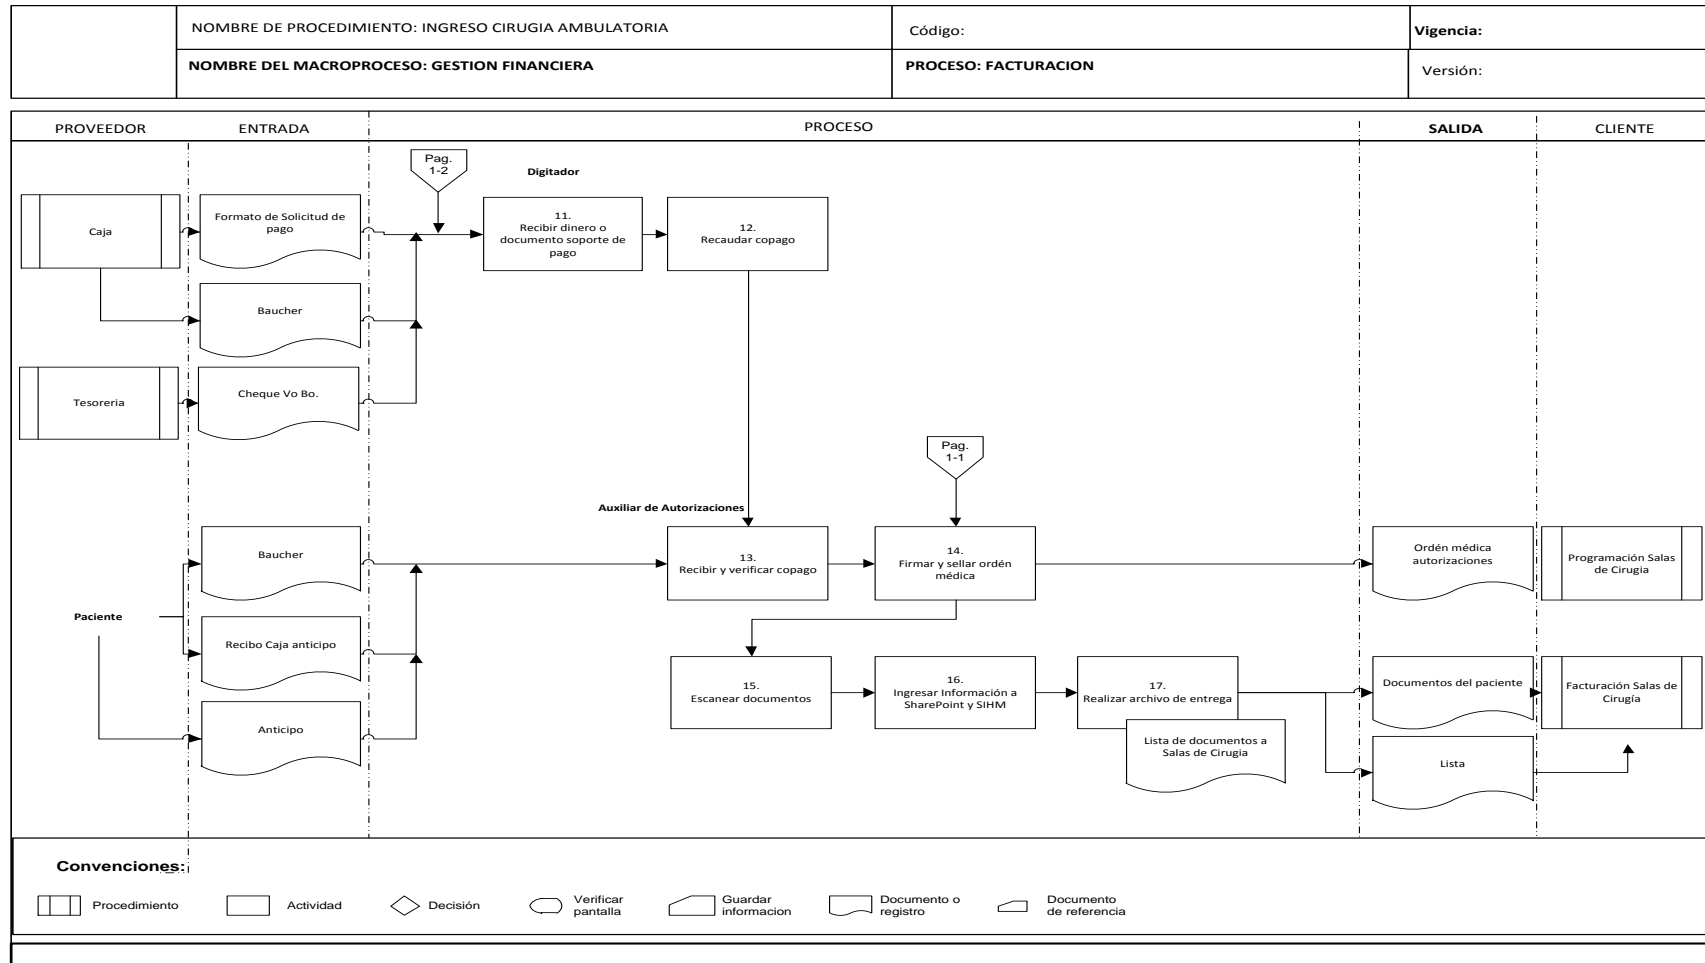 NOMBRE DE PROCEDIMIENTO: INGRESO CIRUGIA AMBULATORIA
Código:
Vigencia:
NOMBRE DEL MACROPROCESO: GESTION FINANCIERA
PROCESO: FACTURACION
Versión:
PROVEEDOR
ENTRADA
PROCESO
SALIDA
CLIENTE
Pag.
1-2
Digitador
Caja
Formato de Solicitud de
pago
11.
Recibir dinero o
documento soporte de
pago
12.
Recaudar copago
Baucher
Tesoreria
Cheque Vo Bo.
Pag.
1-1
Auxiliar de Autorizaciones
Baucher
13.
Recibir y verificar copago
14.
Firmar y sellar ordén
médica
Ordén médica
autorizaciones
Programación Salas
de Cirugia
Paciente
Recibo Caja anticipo
15.
Escanear documentos
16.
Ingresar Información a
SharePoint y SIHM
17.
Realizar archivo de entrega
Documentos del paciente
Facturación Salas de
Cirugía
Anticipo
Lista de documentos a
Salas de Cirugia
Lista
Convenciones:
Procedimiento
Actividad
Decisión
Verificar
pantalla
Guardar
informacion
Documento o
registro
Documento
de referencia